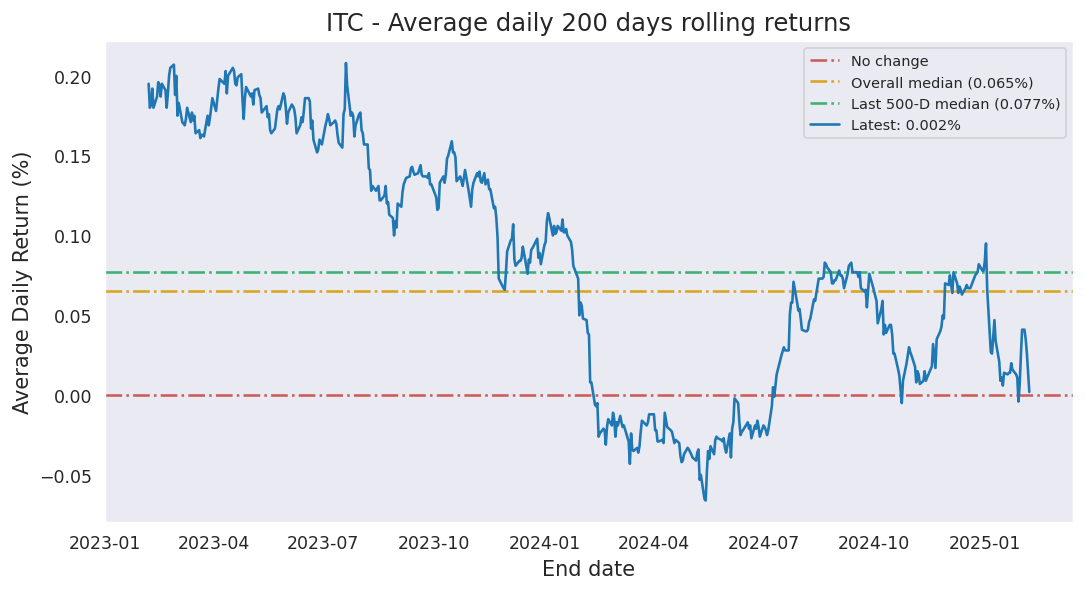 ITC - Average daily 200 days rolling returns
No change
Overall median (0.065%)
Last 500-D median (0.077%)
Latest: 0.002%
Average Daily Return (%)
0.20
0.15
0.10
0.05
0.00
−0.05
2023-01 2023-04 2023-07 2023-10 2024-01 2024-04 2024-07 2024-10 2025-01
End date